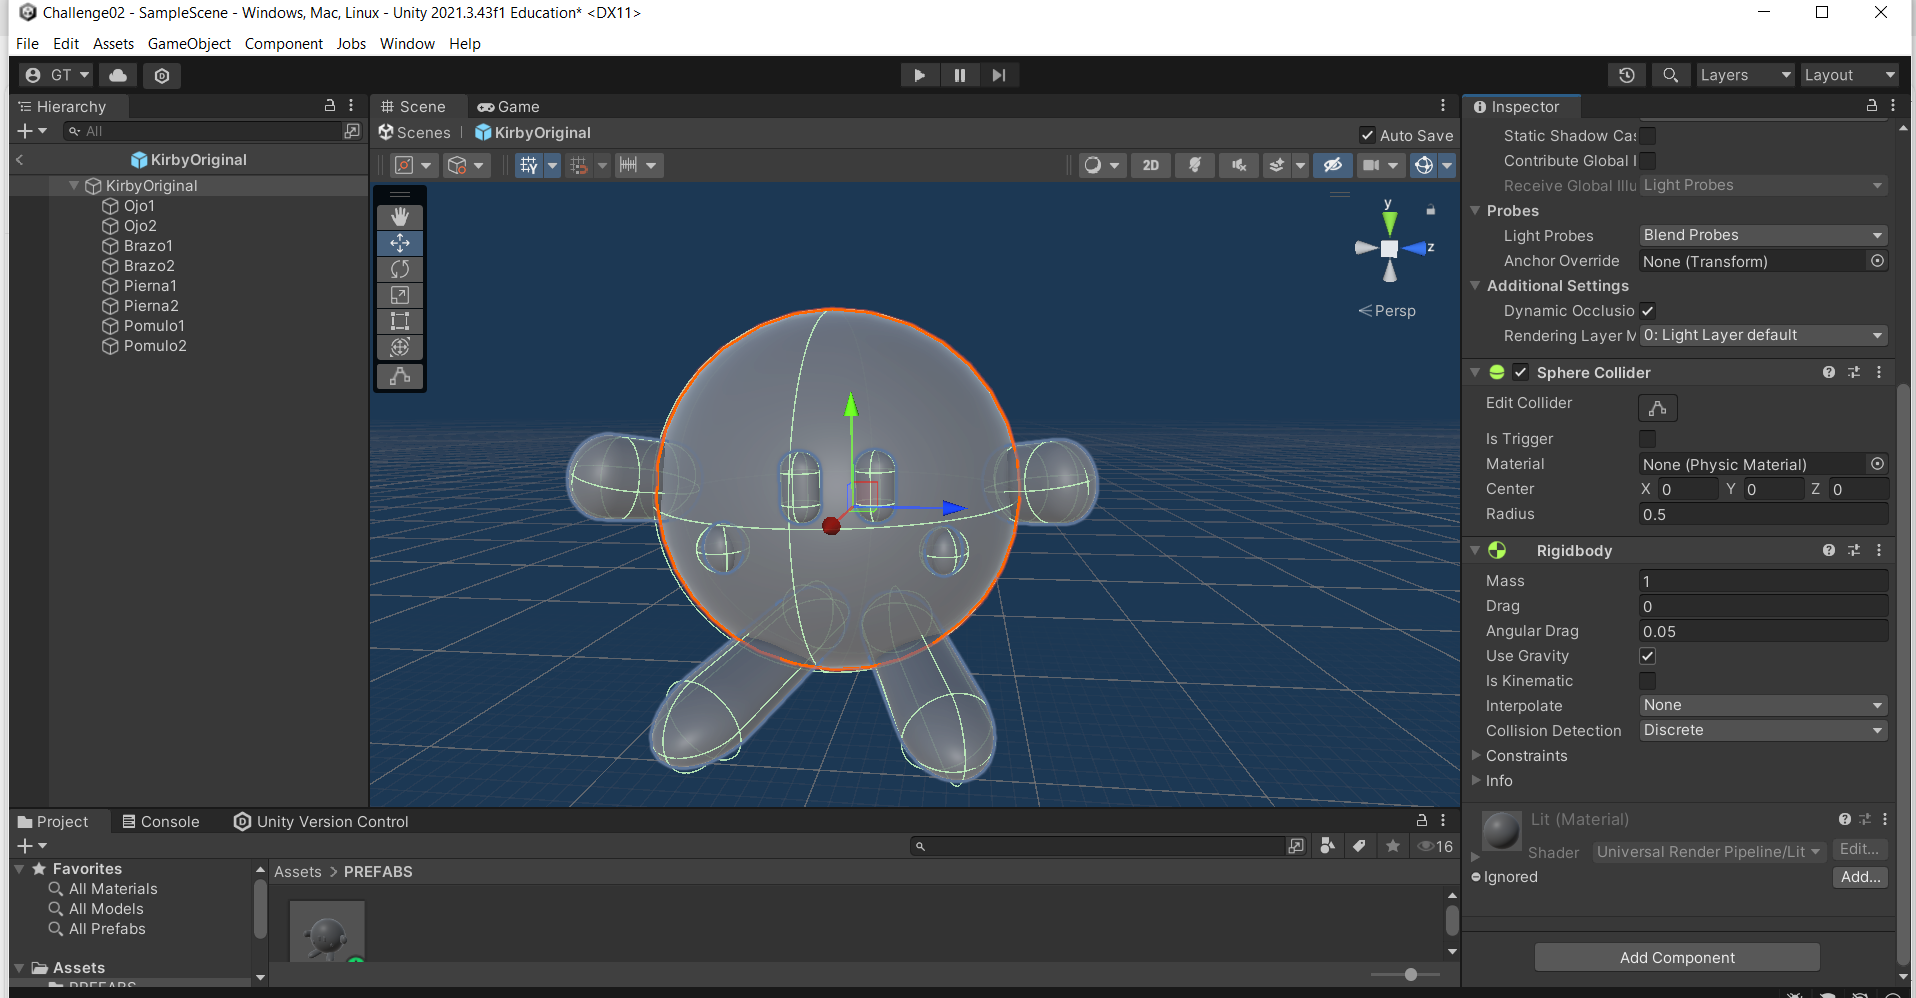 Challenge02 - SampleScene - Windows, Mac, Linux - Unity 2021.3.43f1 Education* <DX11>
File Edit Assets GameObject Component Jobs Window Help
GT
Layers Layout
Hierarchy
All
KirbyOriginal
KirbyOriginal
Ojo1
Ojo2
Brazo1
Brazo2
Pierna1
Pierna2
Pomulo1
Pomulo2
Scene Game
Scenes KirbyOriginal Auto Save
2D
y
z
Persp
Inspector
Static Shadow Cas
Contribute Global I
Receive Global Illu Light Probes
Probes
Light Probes Blend Probes
Anchor Override None (Transform)
Additional Settings
Dynamic Occlusio
Rendering Layer M 0: Light Layer default
Sphere Collider
Edit Collider
Is Trigger
Material None (Physic Material)
Center X 0 Y 0 Z 0
Radius 0.5
Rigidbody
Mass 1
Drag 0
Angular Drag 0.05
Use Gravity
Is Kinematic
Interpolate None
Collision Detection Discrete
Constraints
Info
Lit (Material)
Shader Universal Render Pipeline/Lit Edit...
Ignored Add...
Add Component
Project Console Unity Version Control
16
Favorites
All Materials
All Models
All Prefabs
Assets
PREFABS
Assets > PREFABS